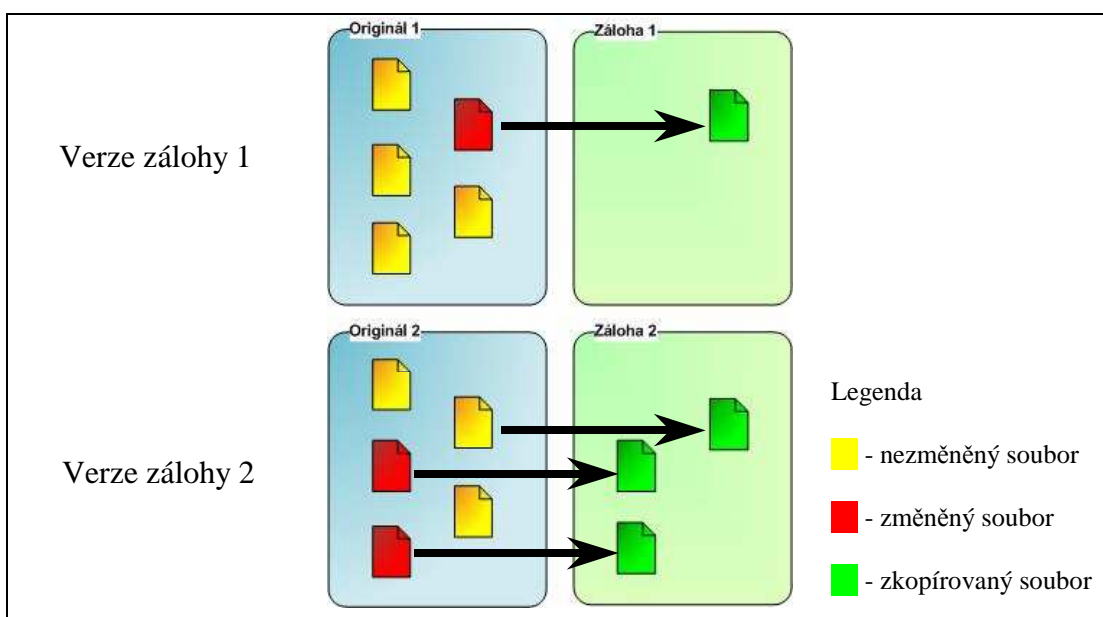 Originál 1
Záloha 1
Verze zálohy 1
Originál 2
Záloha 2
Verze zálohy 2
Legenda
- nezměněný soubor
- změněný soubor
- zkopírovaný soubor